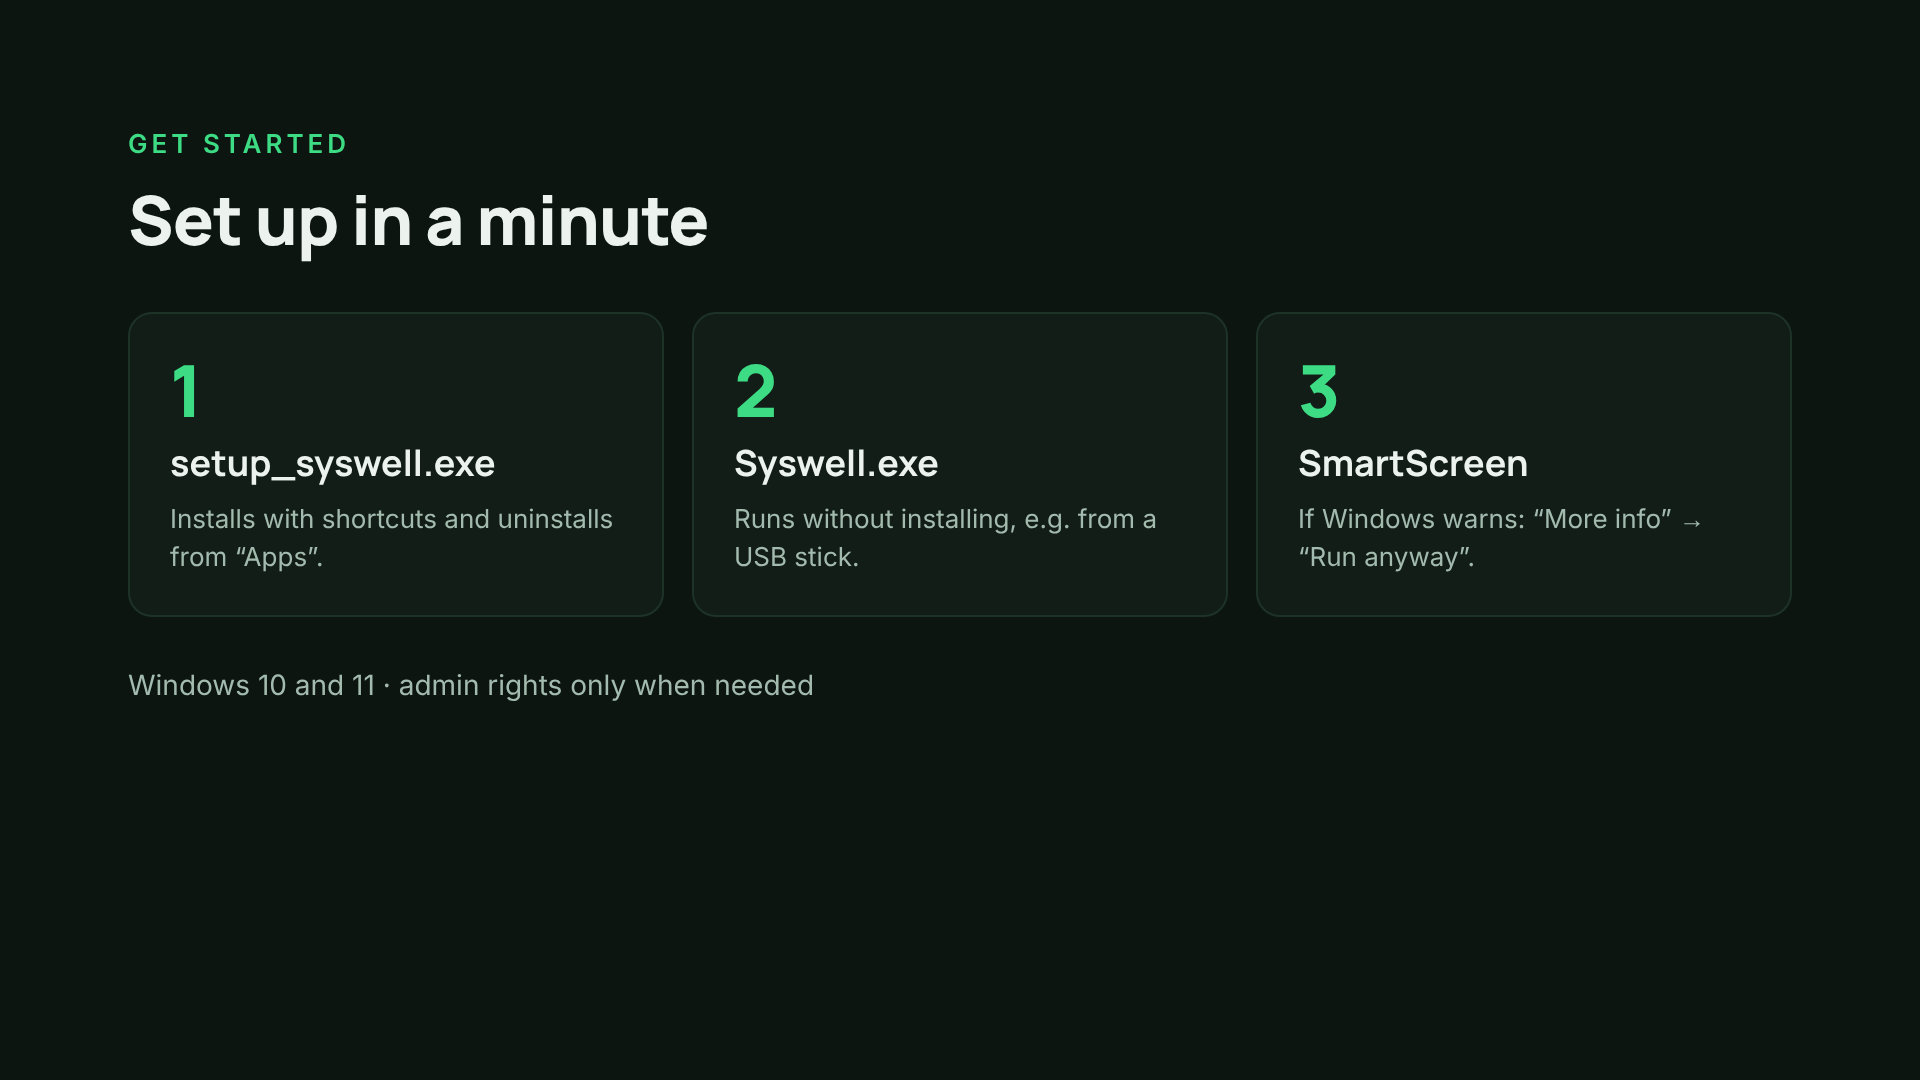 GET STARTED
Set up in a minute
1
setup_syswell.exe
Installs with shortcuts and uninstalls
from “Apps”.
2
Syswell.exe
Runs without installing, e.g. from a
USB stick.
3
SmartScreen
If Windows warns: “More info” →
“Run anyway”.
Windows 10 and 11 · admin rights only when needed